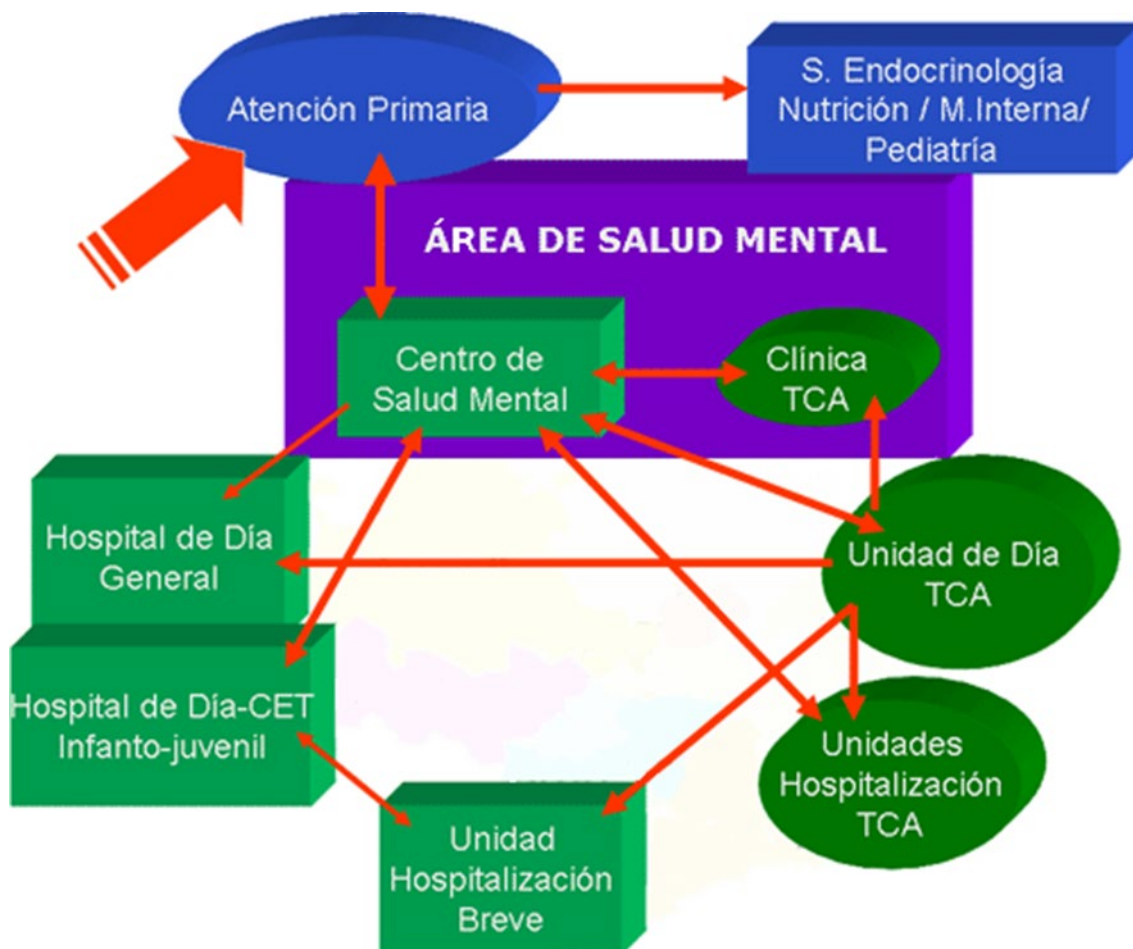 Atención Primaria
S. Endocrinología
Nutrición / M.Interna/
Pediatría
ÁREA DE SALUD MENTAL
Centro de
Salud Mental
Clínica
TCA
Hospital de Día
General
Unidad de Día
TCA
Hospital de Día-CET
Infanto-juvenil
Unidades
Hospitalización
TCA
Unidad
Hospitalización
Breve